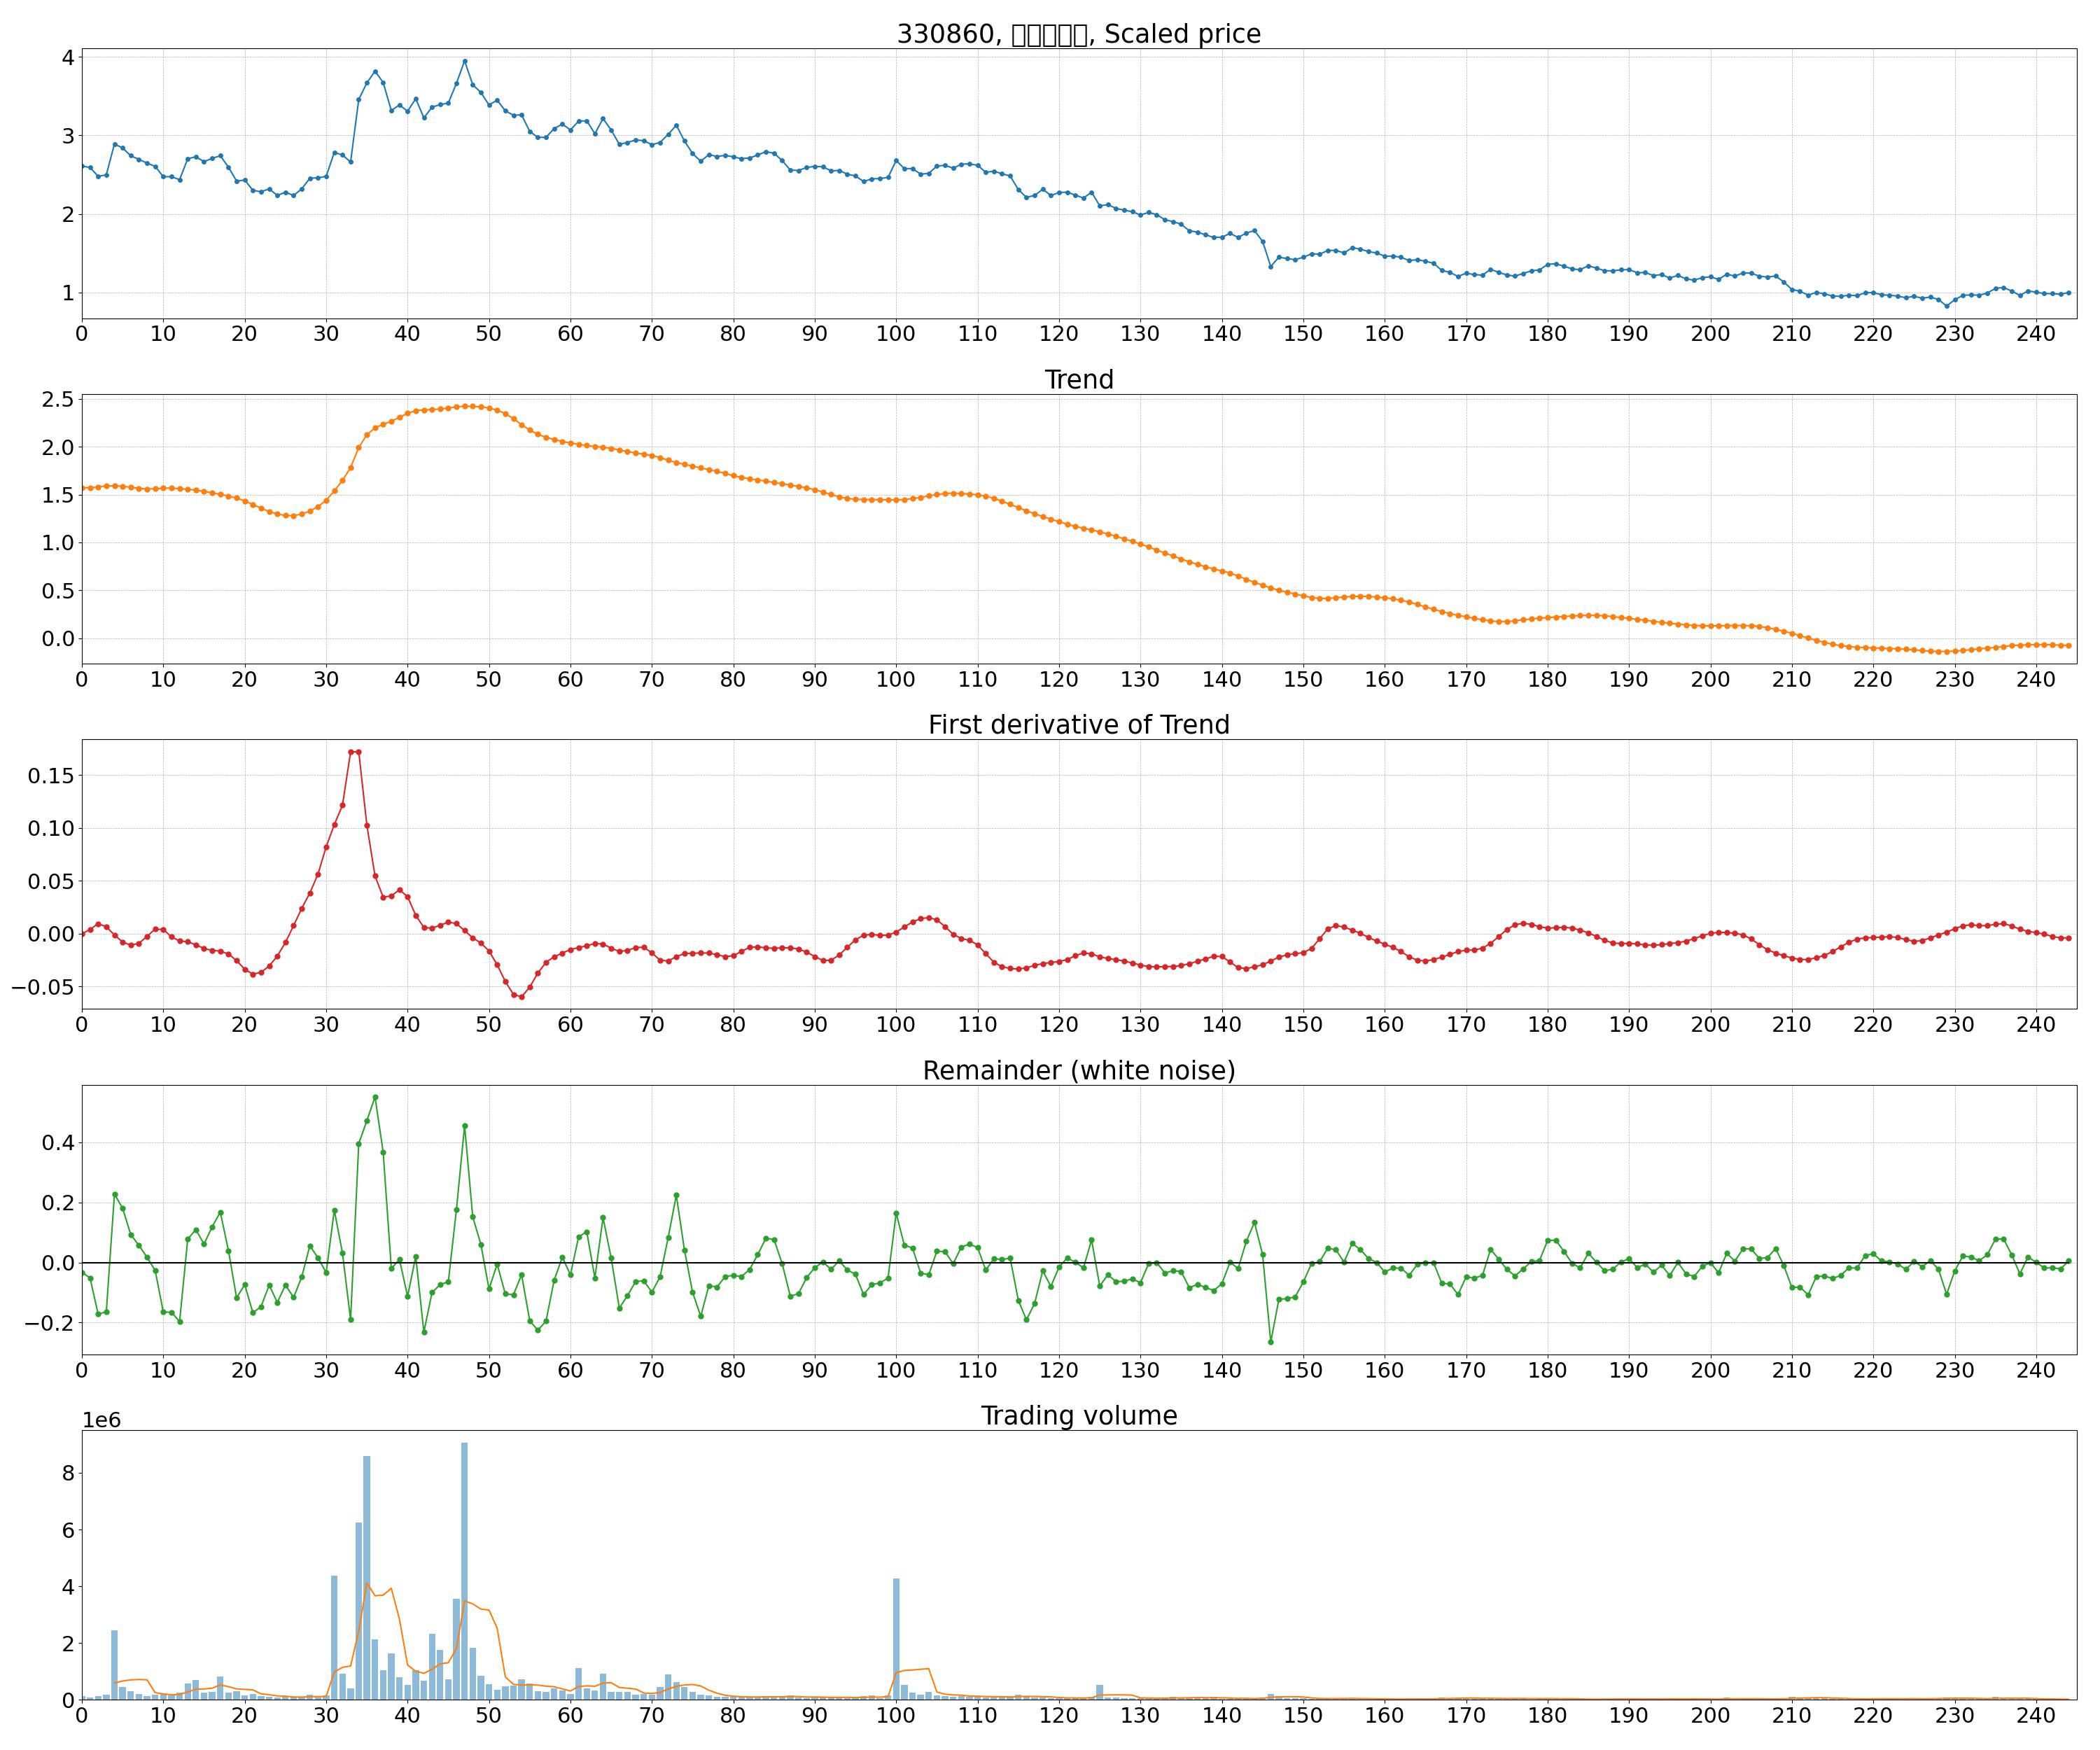 330860, □□□□□, Scaled price
4
3
2
1
0 10 20 30 40 50 60 70 80 90 100 110 120 130 140 150 160 170 180 190 200 210 220 230 240
Trend
2.5
2.0
1.5
1.0
0.5
0.0
0 10 20 30 40 50 60 70 80 90 100 110 120 130 140 150 160 170 180 190 200 210 220 230 240
First derivative of Trend
0.15
0.10
0.05
0.00
−0.05
0 10 20 30 40 50 60 70 80 90 100 110 120 130 140 150 160 170 180 190 200 210 220 230 240
Remainder (white noise)
0.4
0.2
0.0
−0.2
0 10 20 30 40 50 60 70 80 90 100 110 120 130 140 150 160 170 180 190 200 210 220 230 240
Trading volume
1e6
8
6
4
2
0
0 10 20 30 40 50 60 70 80 90 100 110 120 130 140 150 160 170 180 190 200 210 220 230 240